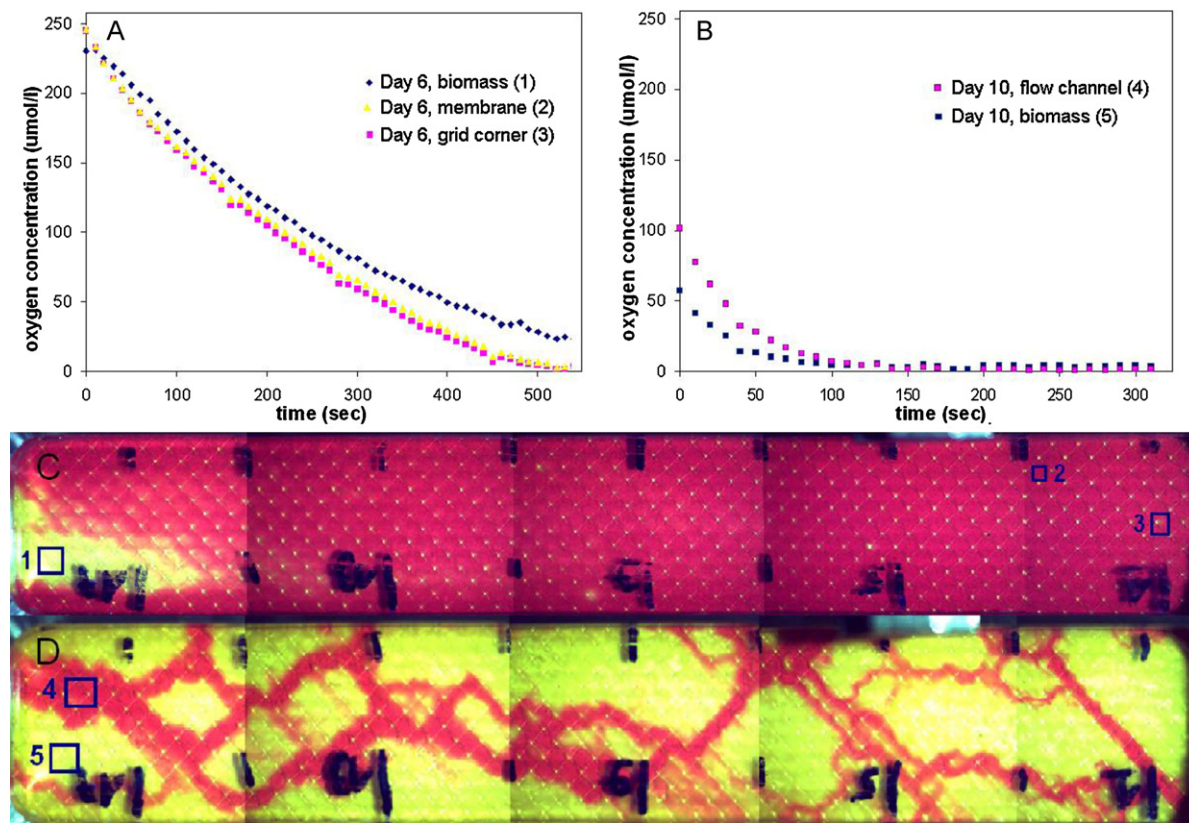 A
oxygen concentration (umol/l)
250
200
150
100
50
0
Day 6, biomass (1)
Day 6, membrane (2)
Day 6, grid corner (3)
0 100 200 300 400 500
time (sec)
B
oxygen concentration (umol/l)
250
200
150
100
50
0
Day 10, flow channel (4)
Day 10, biomass (5)
0 50 100 150 200 250 300
time (sec)
C
1
2
3
D
4
5